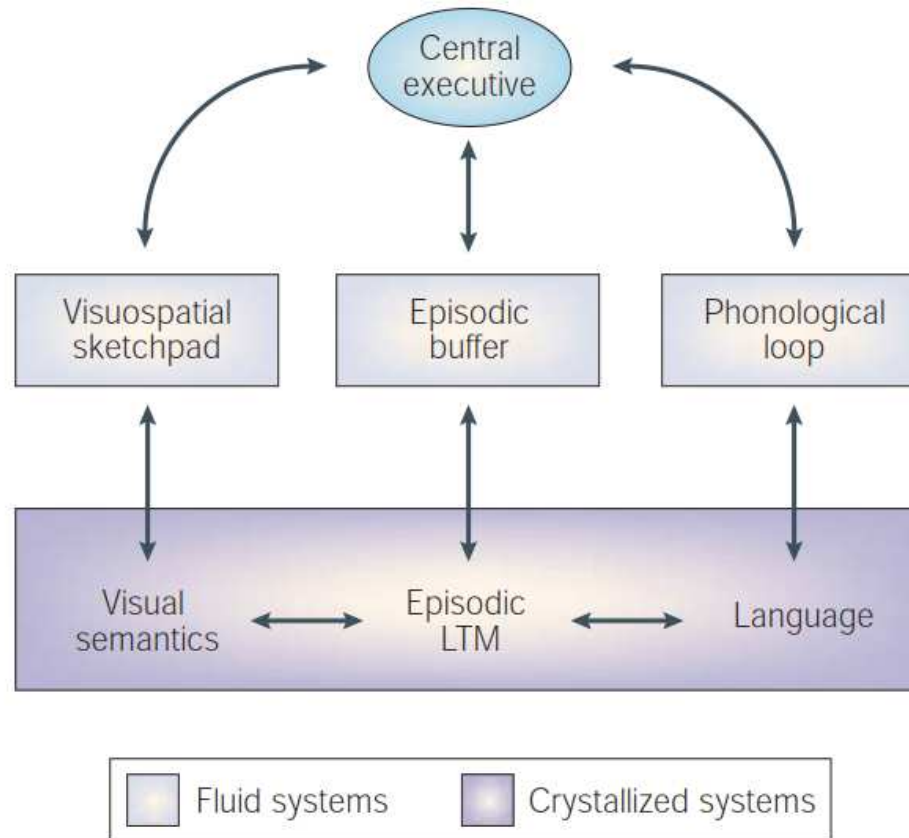 Central
executive
Visuospatial
sketchpad
Episodic
buffer
Phonological
loop
Visual
semantics
Episodic
LTM
Language
Fluid systems
Crystallized systems